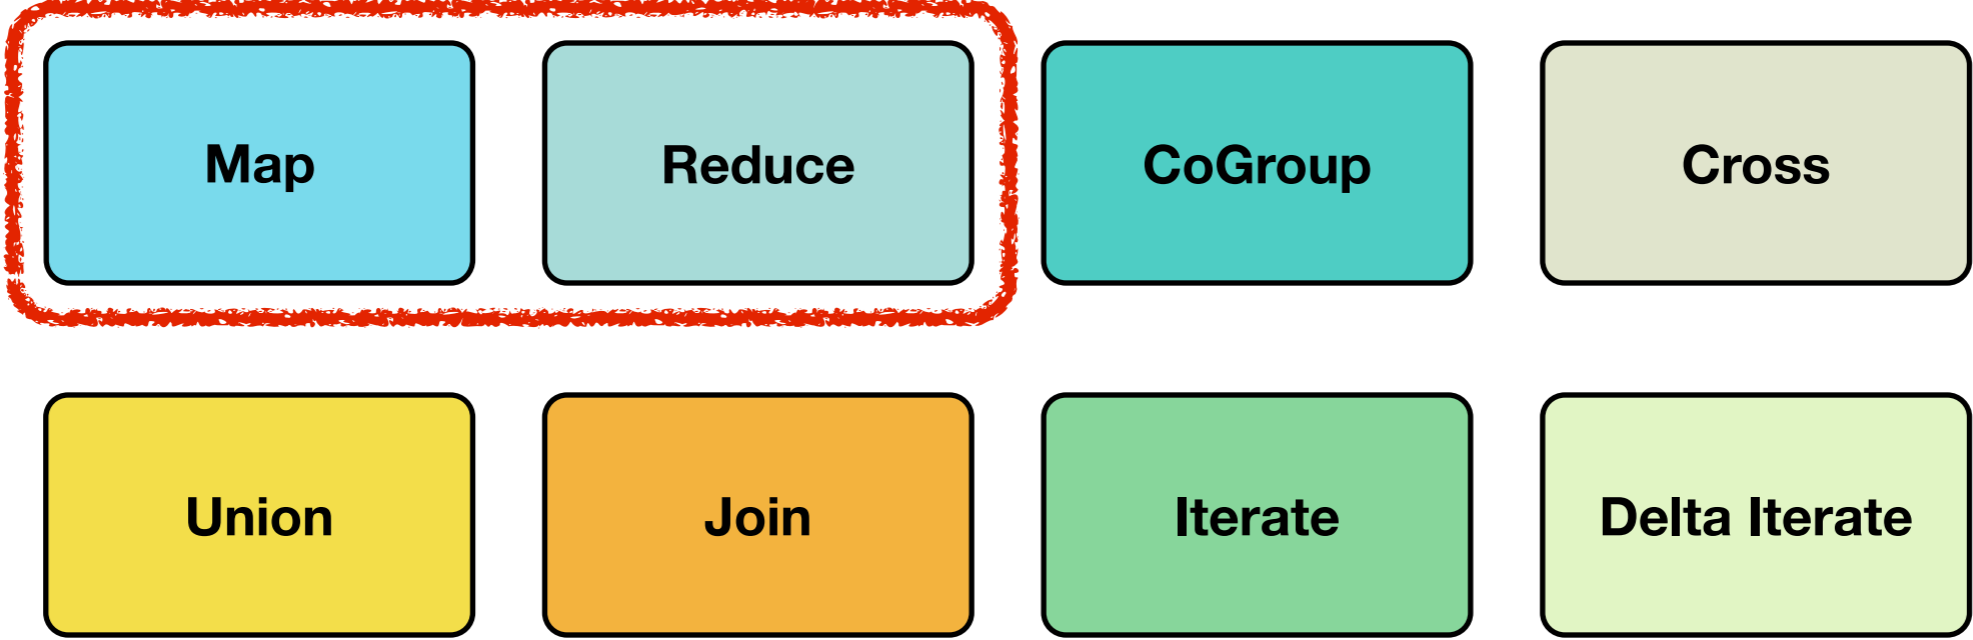 Map
Reduce
CoGroup
Cross
Union
Join
Iterate
Delta Iterate